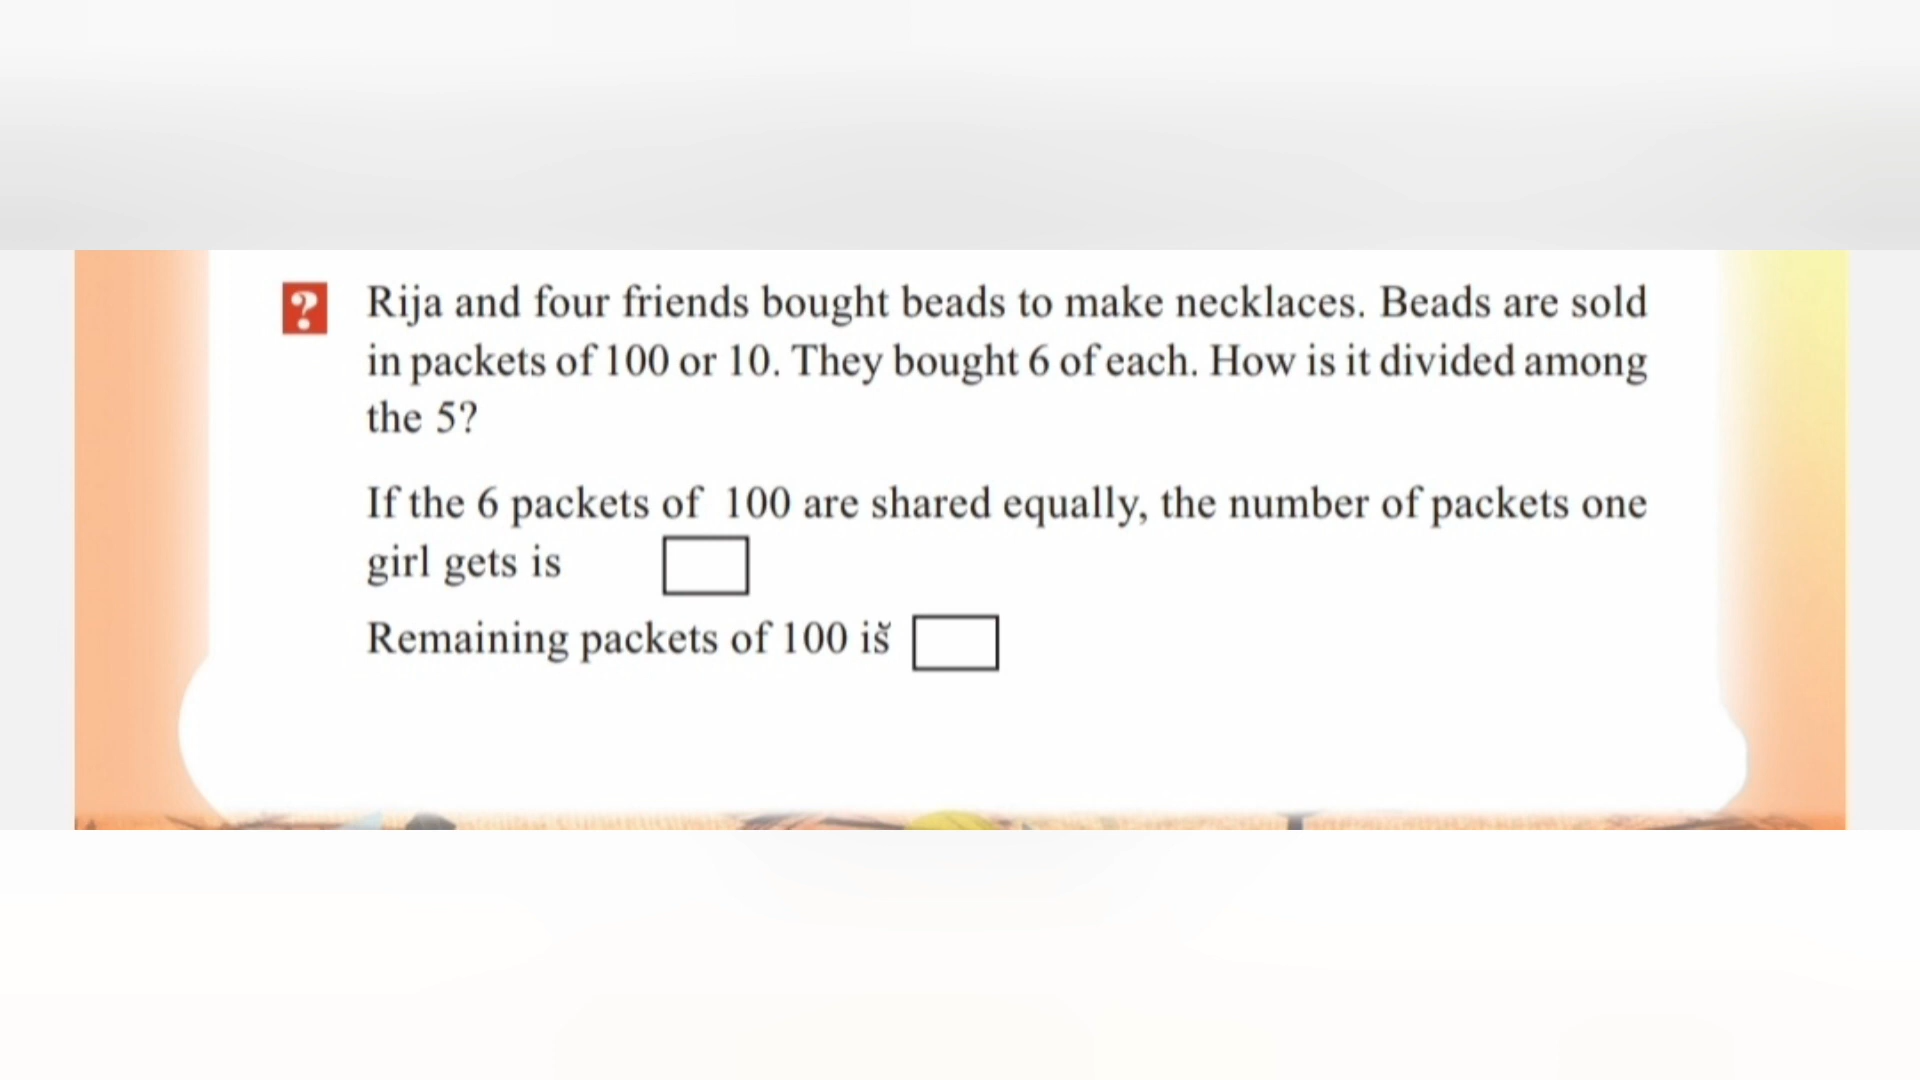 ? Rija and four friends bought beads to make necklaces. Beads are sold
in packets of 100 or 10. They bought 6 of each. How is it divided among
the 5?
If the 6 packets of 100 are shared equally, the number of packets one
girl gets is
Remaining packets of 100 iš